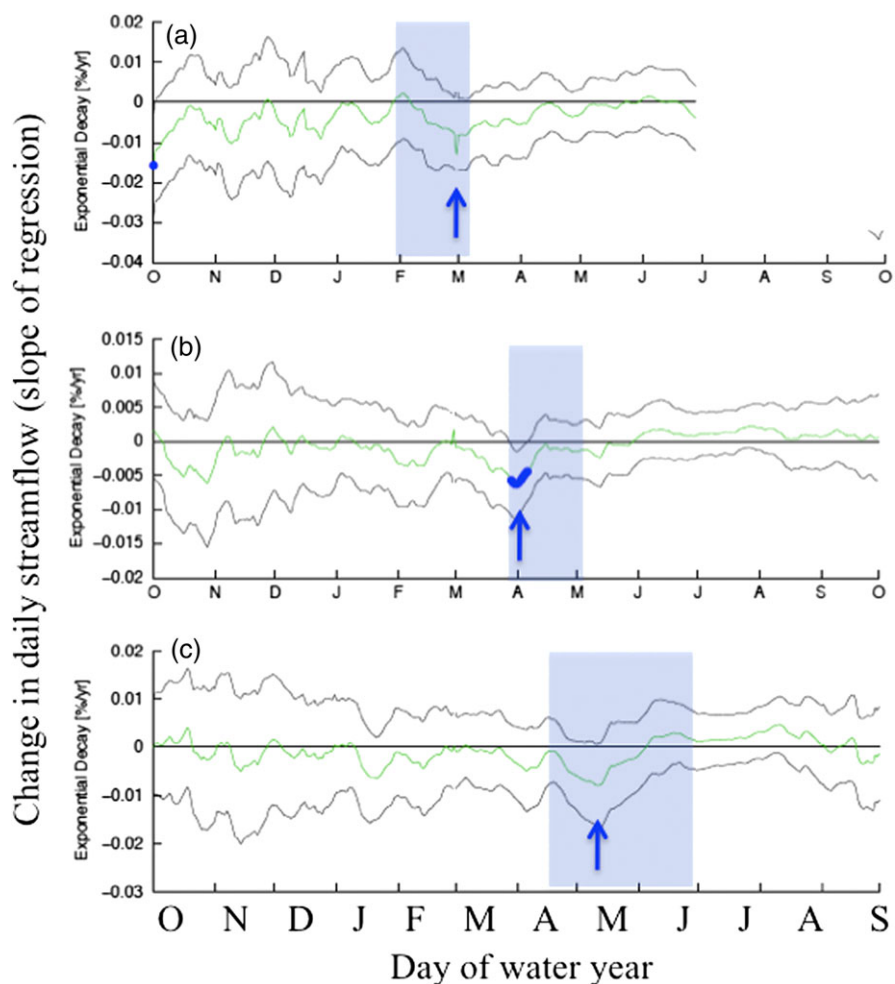 Change in daily streamflow (slope of regression)
(a)
Exponential Decay [%/yr]
0.02
0.01
0
−0.01
−0.02
−0.03
−0.04
O N D J F M A M J J A S O
(b)
Exponential Decay [%/yr]
0.015
0.01
0.005
0
−0.005
−0.01
−0.015
−0.02
O N D J F M A M J J A S O
(c)
Exponential Decay [%/yr]
0.02
0.01
0
−0.01
−0.02
−0.03
O N D J F M A M J J A S
Day of water year